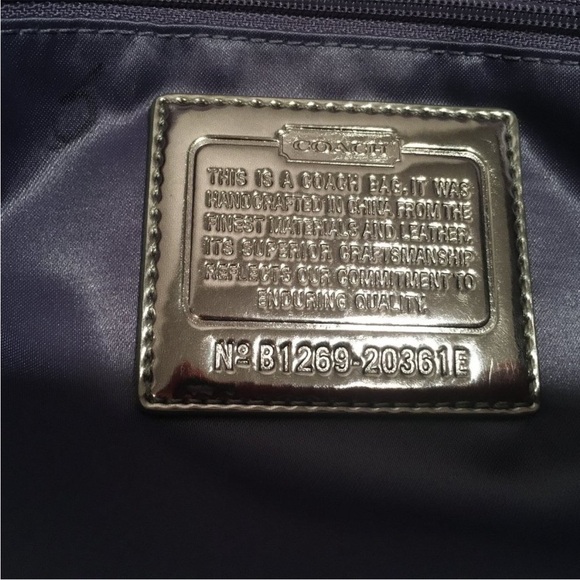 COACH
THIS IS A COACH BAG. IT WAS
HANDCRAFTED IN CHINA FROM THE
FINEST MATERIALS AND LEATHER.
ITS SUPERIOR CRAFTSMANSHIP
REFLECTS OUR COMMITMENT TO
ENDURING QUALITY.
Nº B1269-20361E